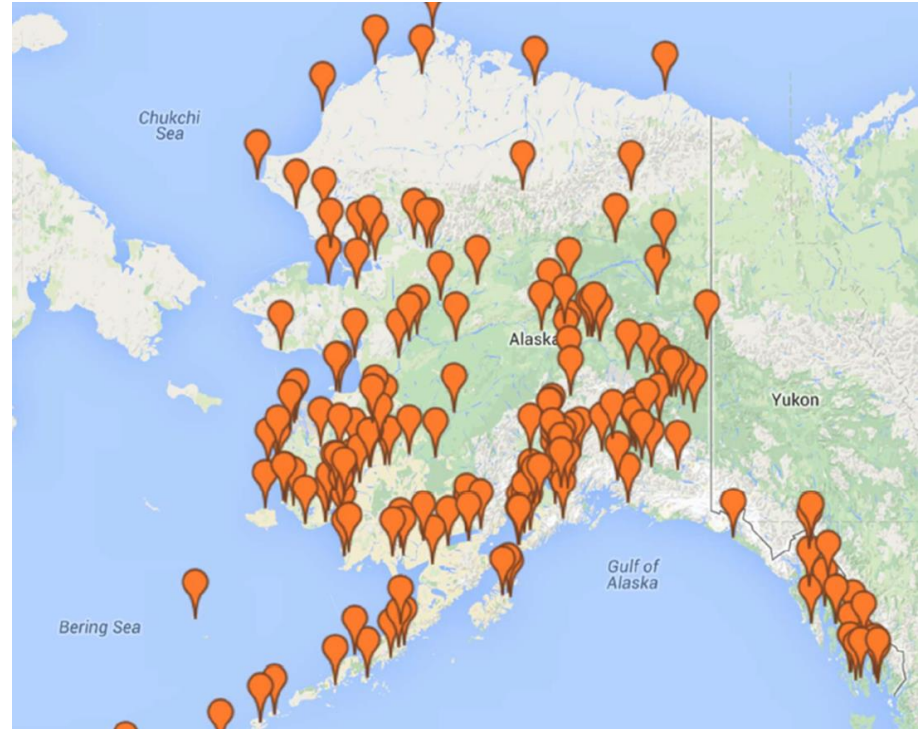 Chukchi
Sea
Alaska
Yukon
Gulf of
Alaska
Bering Sea